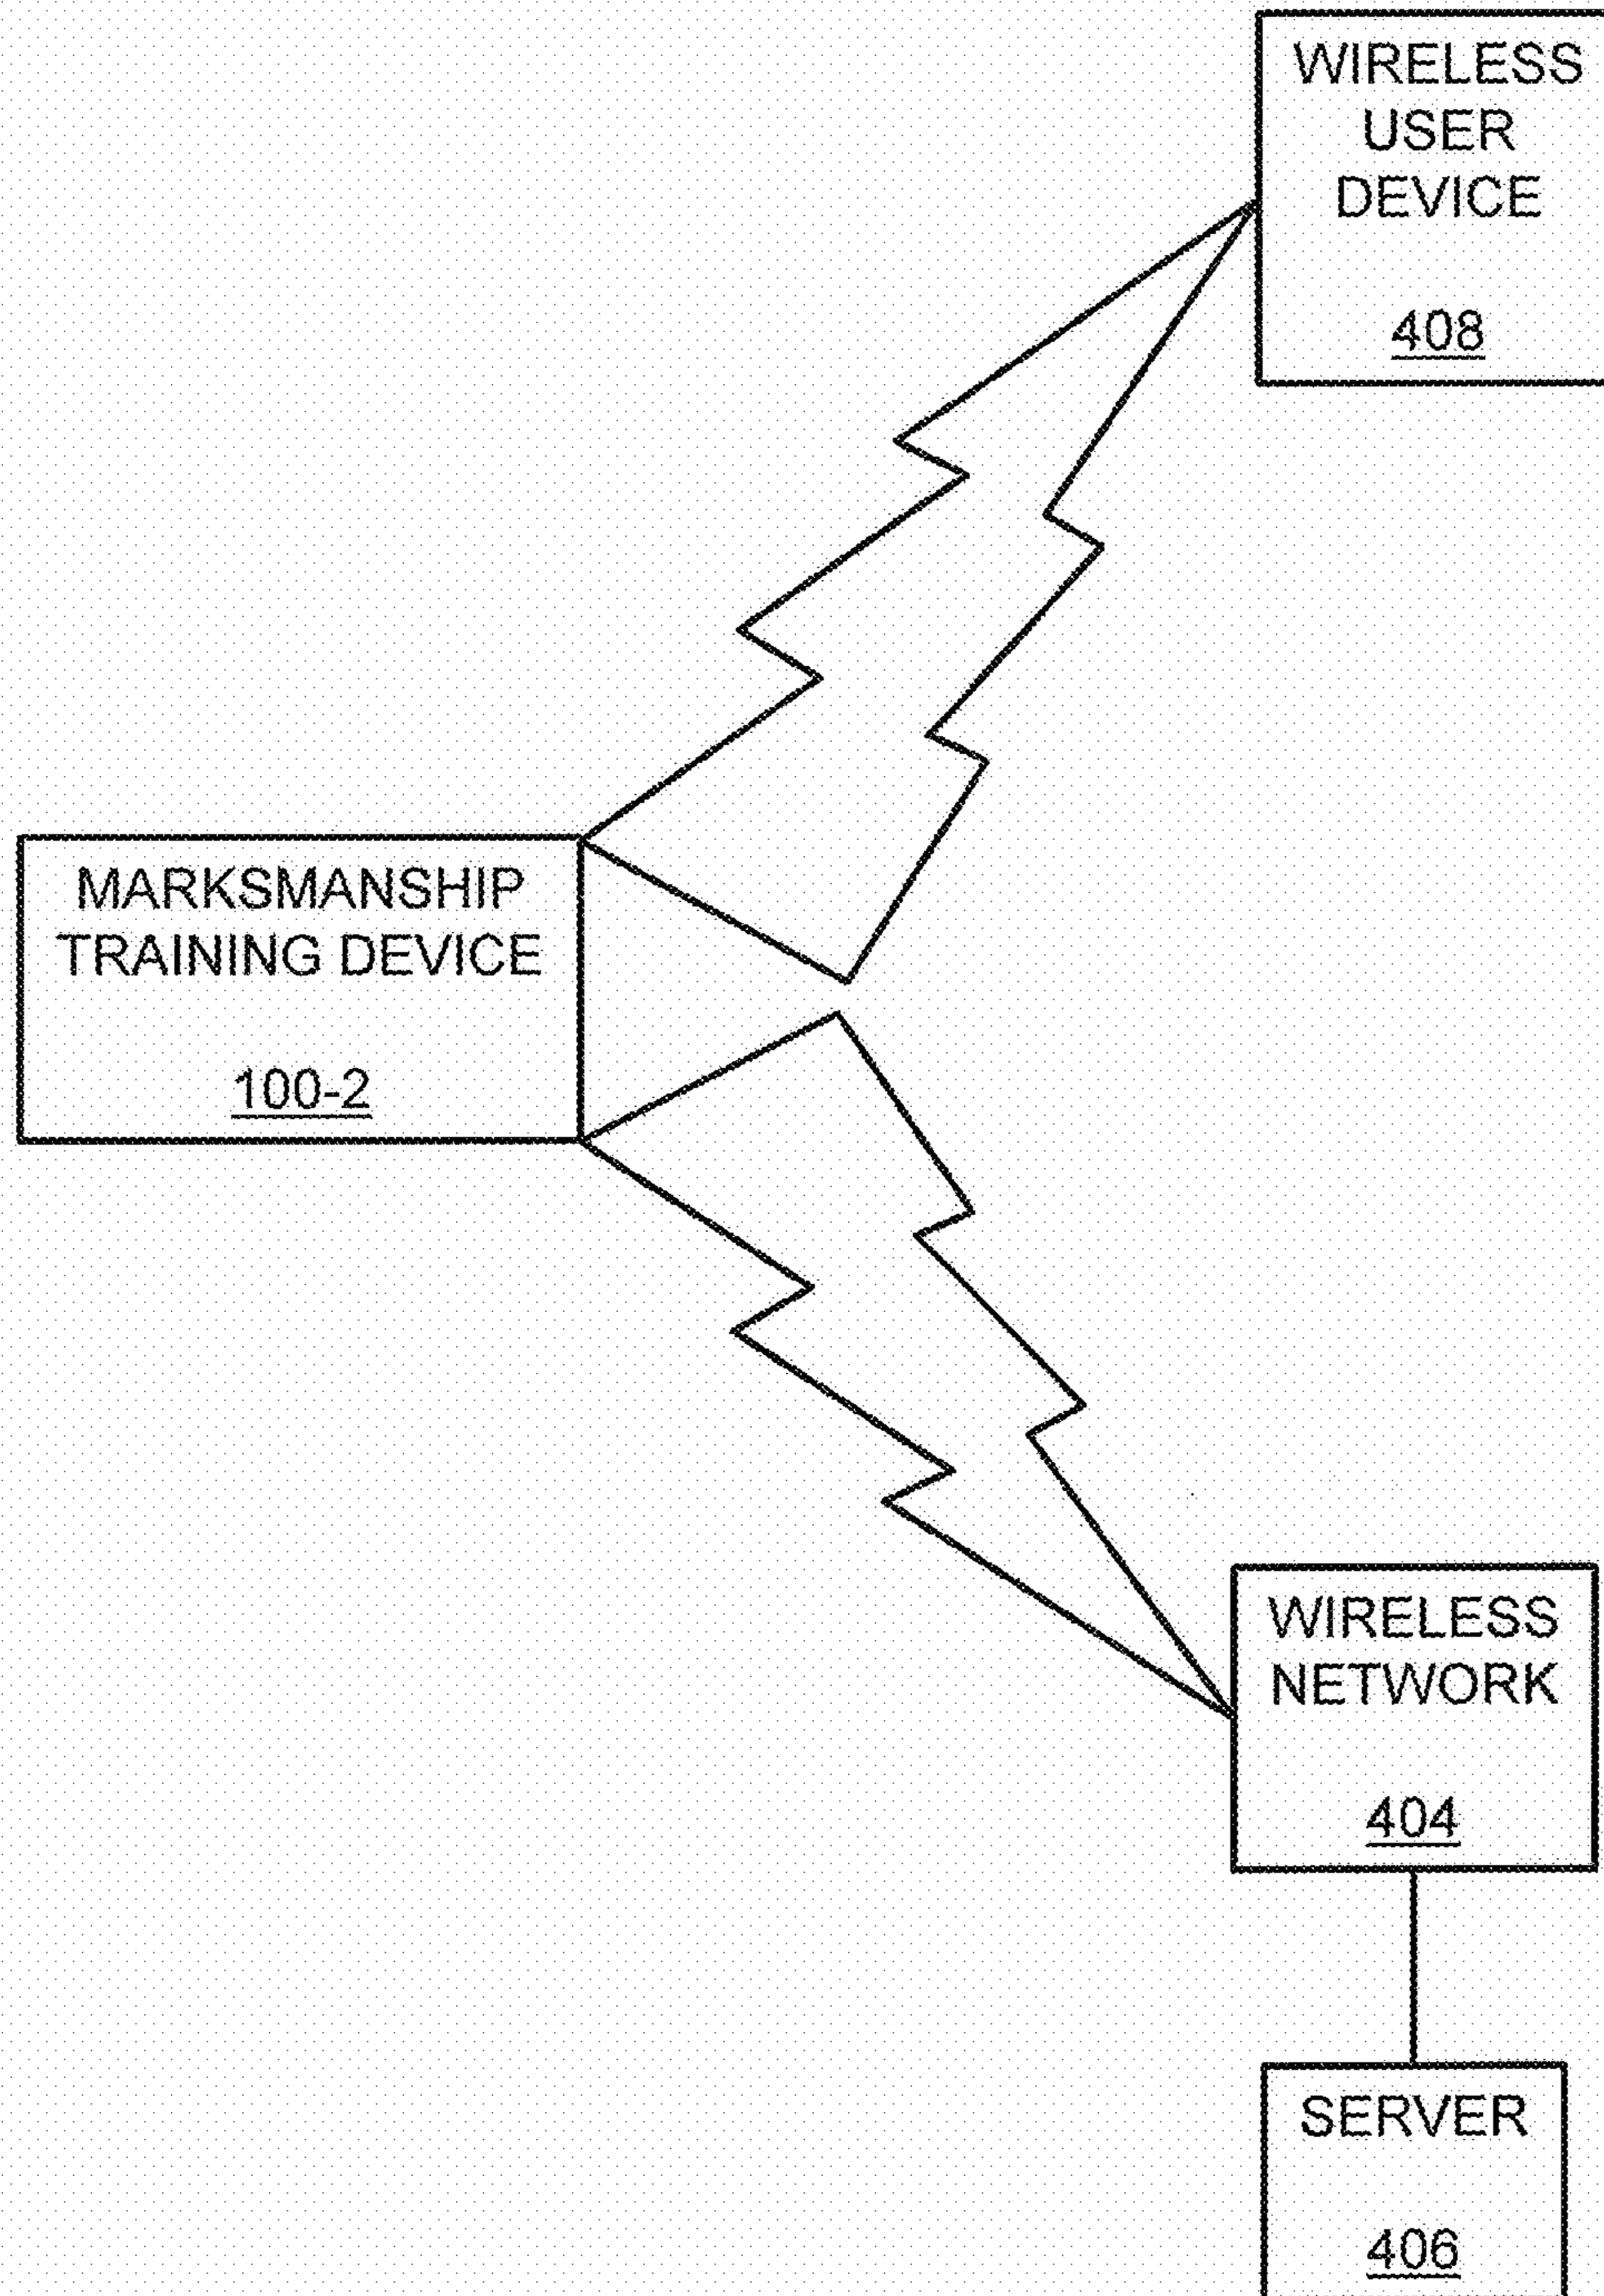 WIRELESS
USER
DEVICE
408
MARKSMANSHIP
TRAINING DEVICE
100-2
WIRELESS
NETWORK
404
SERVER
406